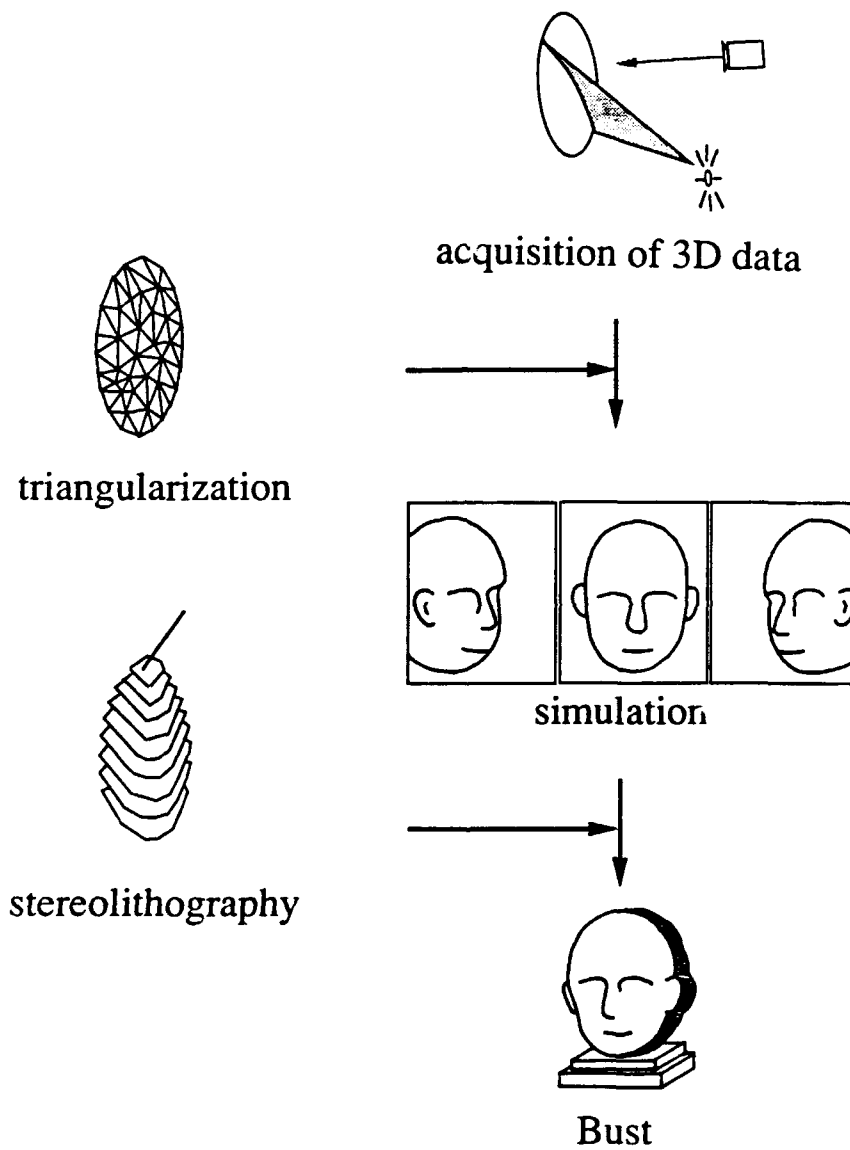 acquisition of 3D data
triangularization
simulation
stereolithography
Bust